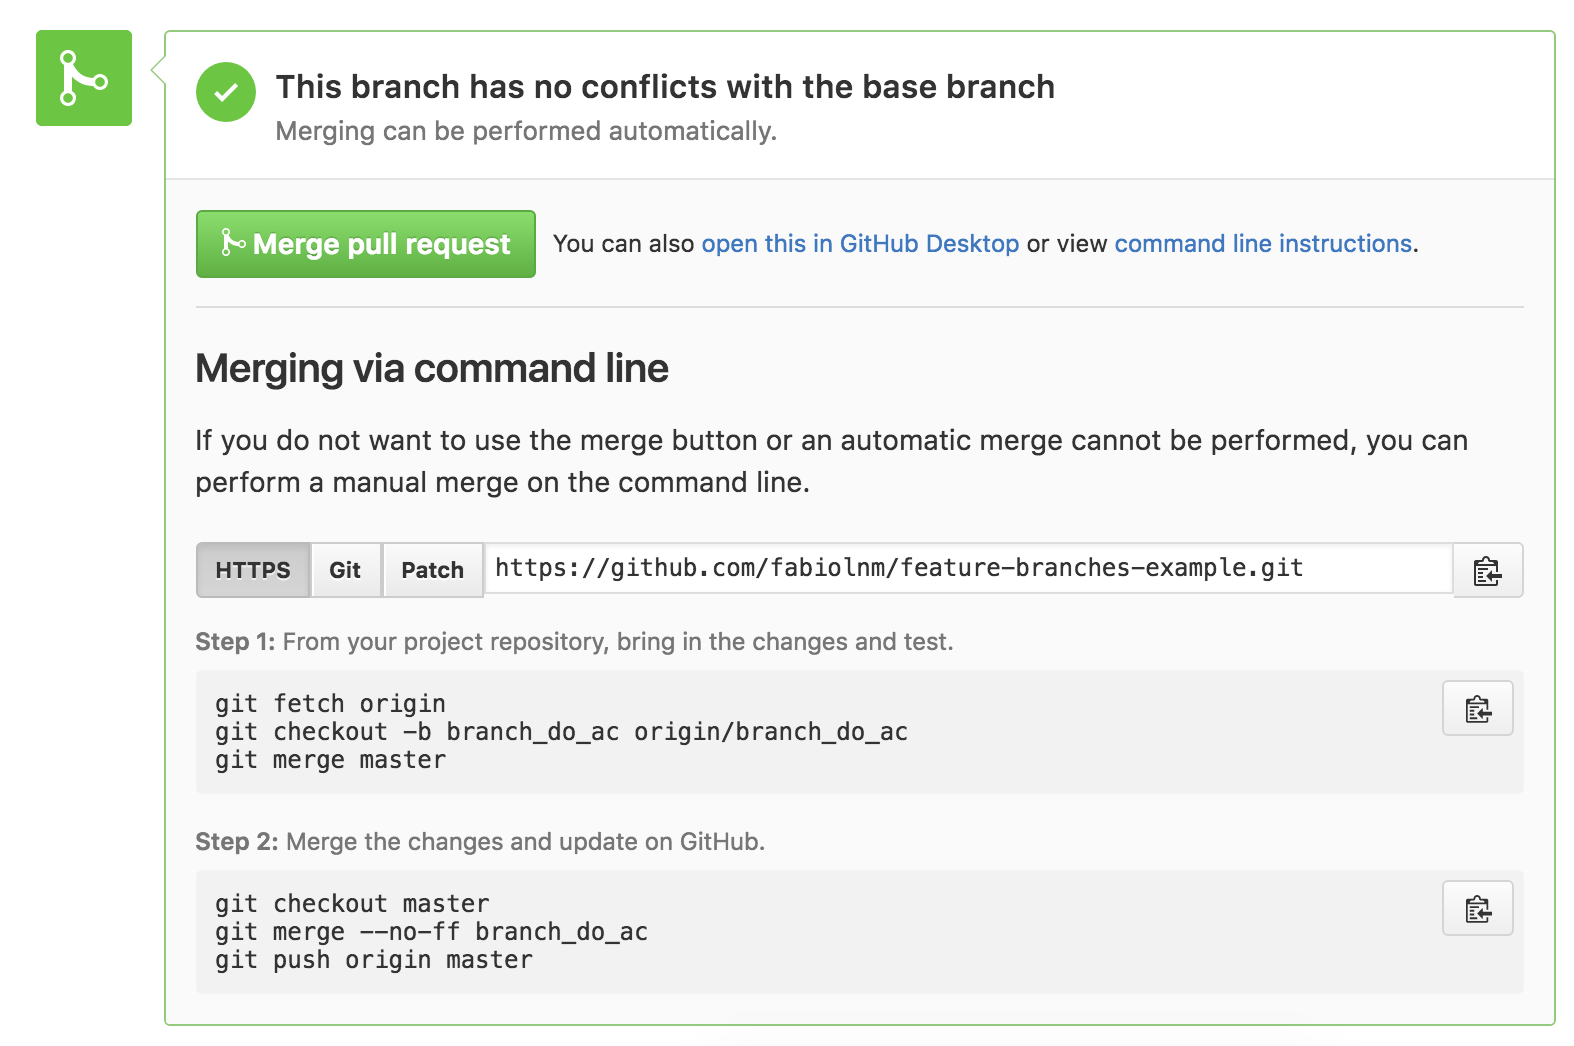 This branch has no conflicts with the base branch
Merging can be performed automatically.
Merge pull request You can also open this in GitHub Desktop or view command line instructions.
Merging via command line
If you do not want to use the merge button or an automatic merge cannot be performed, you can
perform a manual merge on the command line.
HTTPS Git Patch https://github.com/fabiolnm/feature-branches-example.git
Step 1: From your project repository, bring in the changes and test.
git fetch origin
git checkout -b branch_do_ac origin/branch_do_ac
git merge master
Step 2: Merge the changes and update on GitHub.
git checkout master
git merge --no-ff branch_do_ac
git push origin master